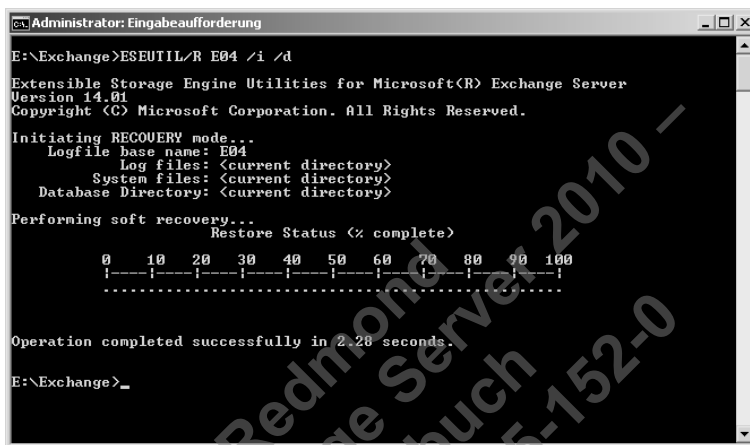 Administrator: Eingabeaufforderung
E:\Exchange>ESEUTIL/R E04 /i /d
Extensible Storage Engine Utilities for Microsoft(R) Exchange Server
Version 14.01
Copyright (C) Microsoft Corporation. All Rights Reserved.
Initiating RECOVERY mode...
Logfile base name: E04
Log files: <current directory>
System files: <current directory>
Database Directory: <current directory>
Performing soft recovery...
Restore Status (% complete)
0 10 20 30 40 50 60 70 80 90 100
|----|----|----|----|----|----|----|----|----|----|
...................................................
Operation completed successfully in 2.28 seconds.
E:\Exchange>_
Redmond
Server 2010 –